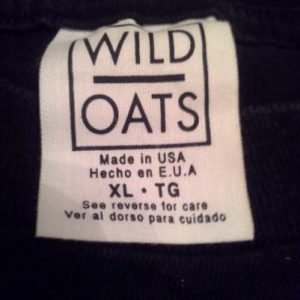 WILD
OATS
Made in USA
Hecho en E.U.A
XL • TG
See reverse for care
Ver al dorso para cuidado